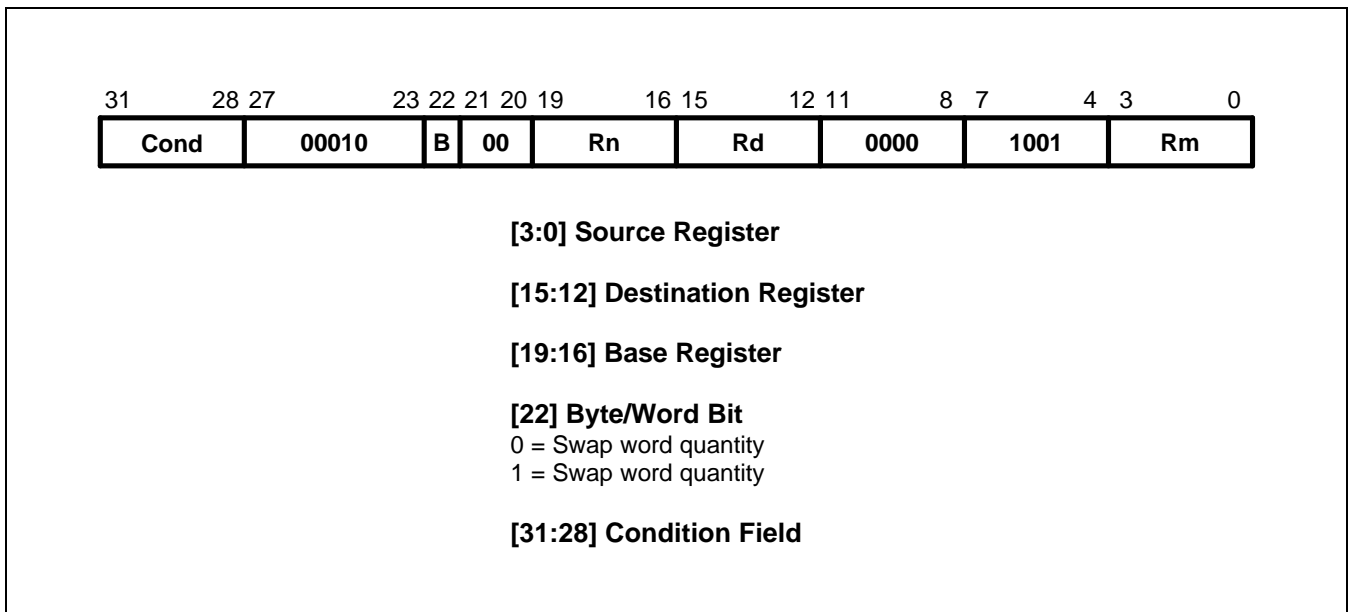 31 28 27 23 22 21 20 19 16 15 12 11 8 7 4 3 0
Cond 00010 B 00 Rn Rd 0000 1001 Rm
[3:0] Source Register
[15:12] Destination Register
[19:16] Base Register
[22] Byte/Word Bit
0 = Swap word quantity
1 = Swap word quantity
[31:28] Condition Field